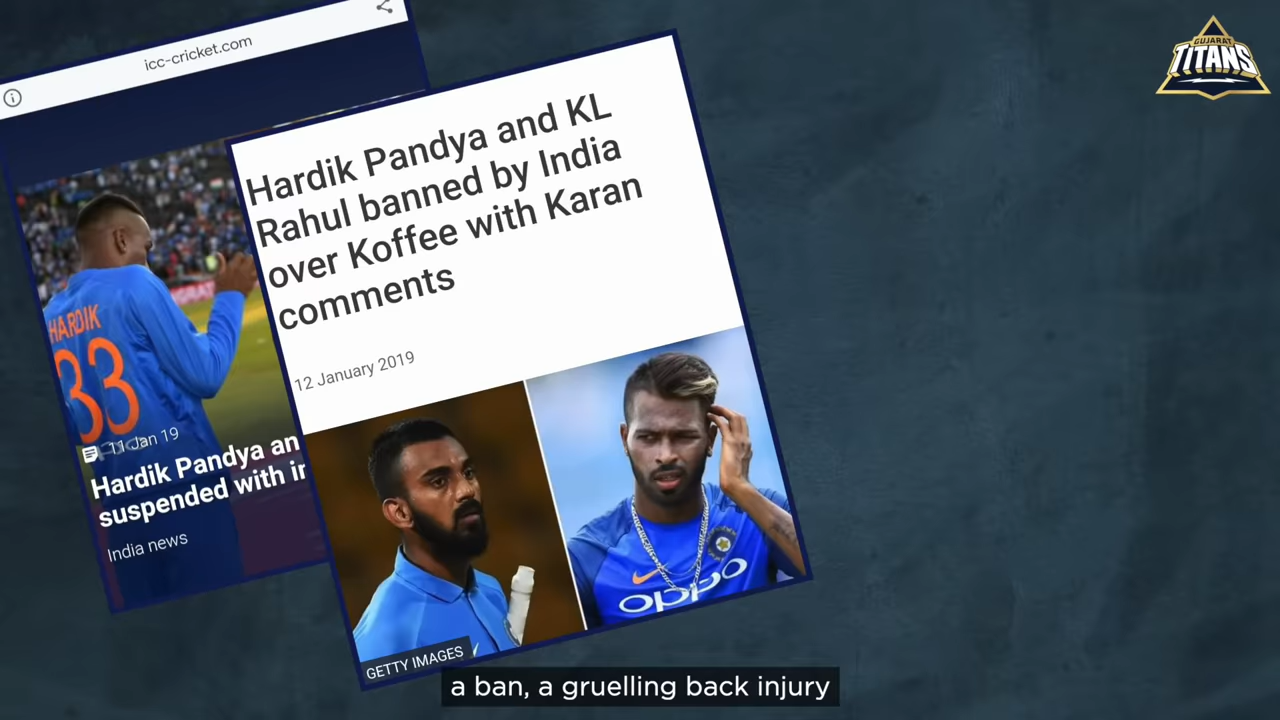 icc-cricket.com
GUJARAT
TITANS
HARDIK
33
11 Jan 19
Hardik Pandya an
suspended with
India news
Hardik Pandya and KL
Rahul banned by India
over Koffee with Karan
comments
12 January 2019
oppo
GETTY IMAGES
a ban, a gruelling back injury